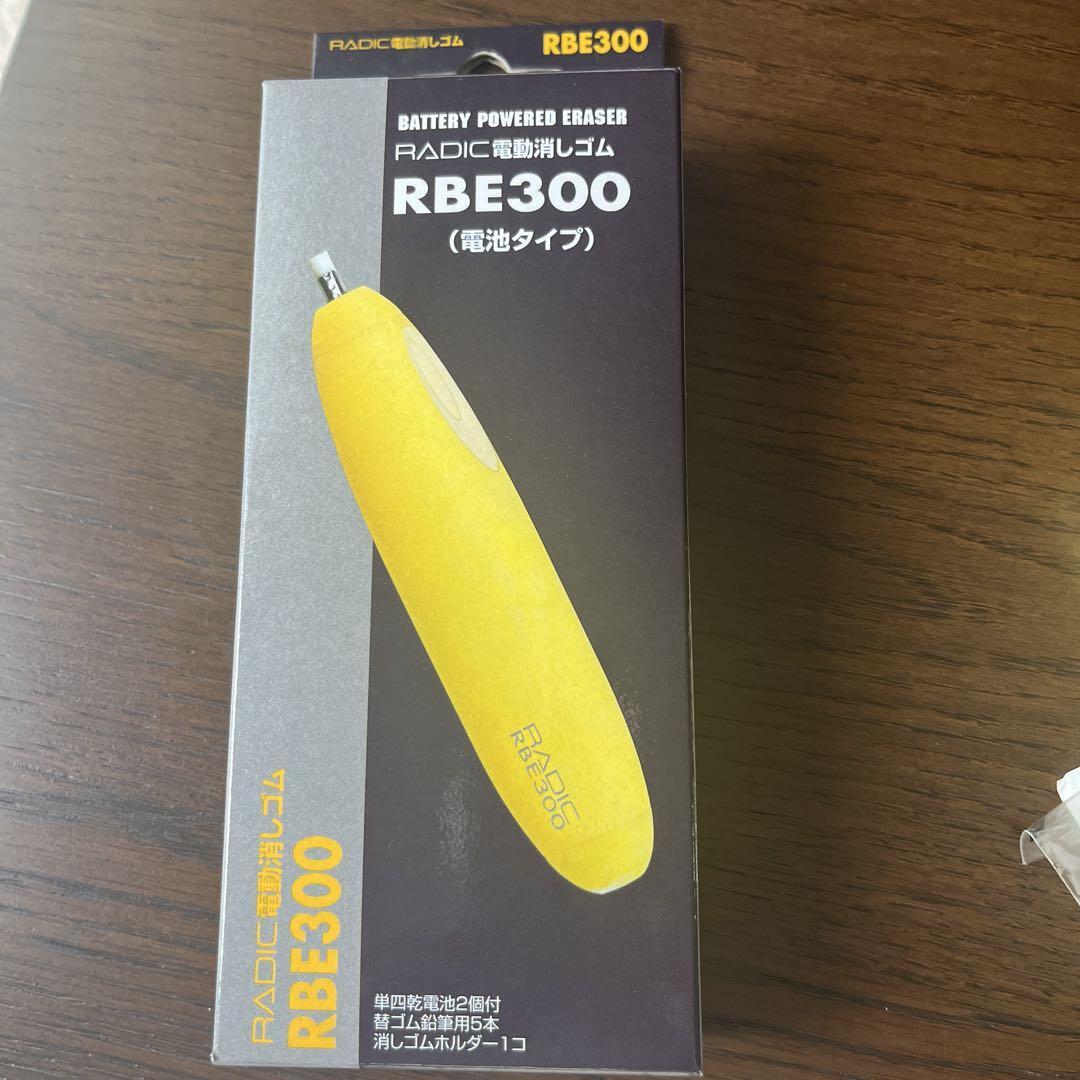 RADIC電動消しゴム RBE300
BATTERY POWERED ERASER
RADIC電動消しゴム
RBE300
(電池タイプ)
RADIC
RBE300
RADIC電動消しゴム
RBE300
単四乾電池2個付
替ゴム鉛筆用5本
消しゴムホルダー1コ